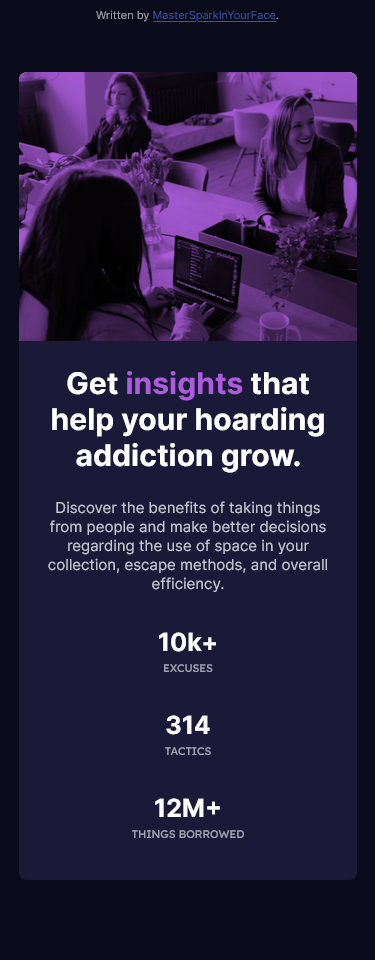 Written by MasterSparkInYourFace.
Get insights that
help your hoarding
addiction grow.
Discover the benefits of taking things
from people and make better decisions
regarding the use of space in your
collection, escape methods, and overall
efficiency.
10k+
EXCUSES
314
TACTICS
12M+
THINGS BORROWED